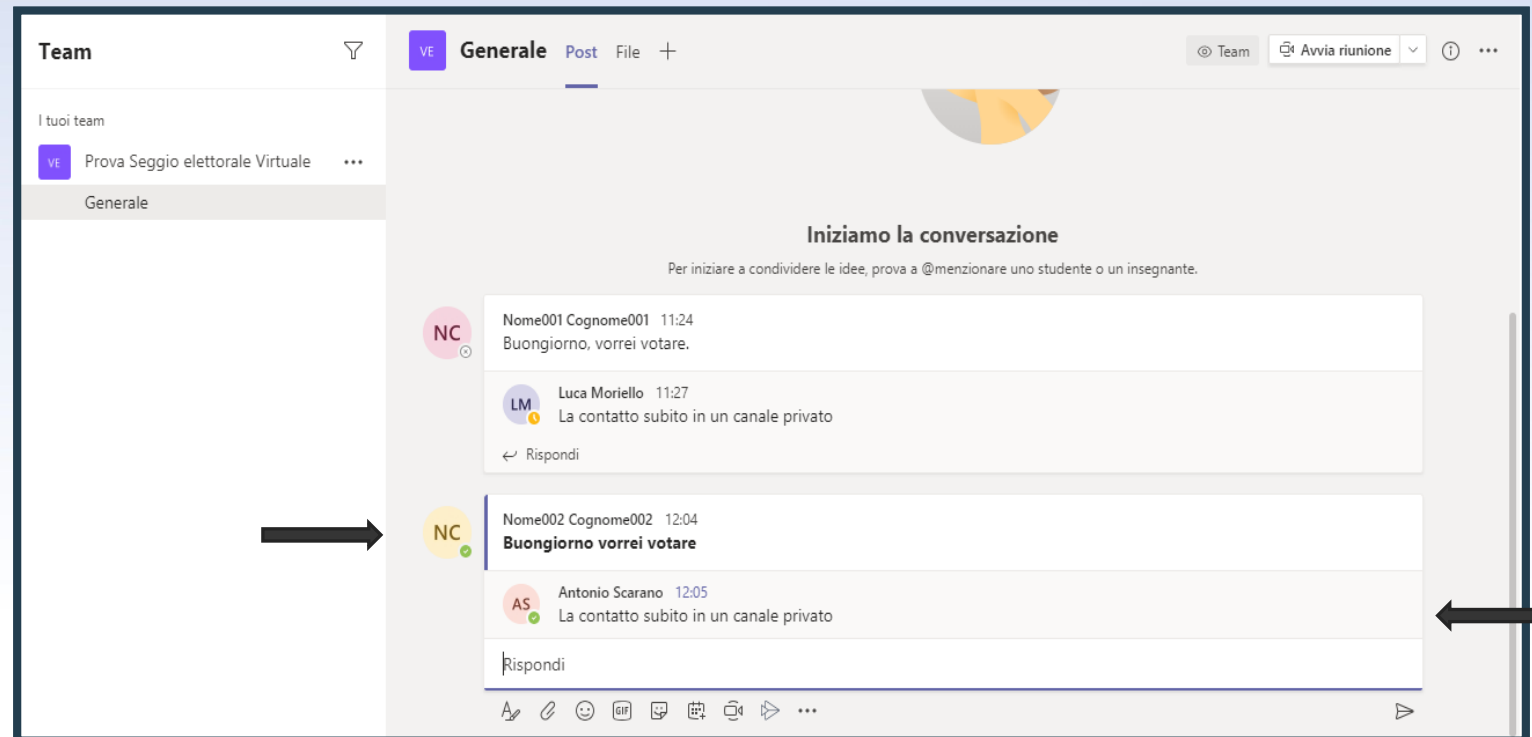 Team
VE Generale Post File
Team Avvia riunione
I tuoi team
VE Prova Seggio elettorale Virtuale
Generale
Iniziamo la conversazione
Per iniziare a condividere le idee, prova a @menzionare uno studente o un insegnante.
NC Nome001 Cognome001 11:24
Buongiorno, vorrei votare.
LM Luca Moriello 11:27
La contatto subito in un canale privato
Rispondi
NC Nome002 Cognome002 12:04
Buongiorno vorrei votare
AS Antonio Scarano 12:05
La contatto subito in un canale privato
Rispondi
GIF